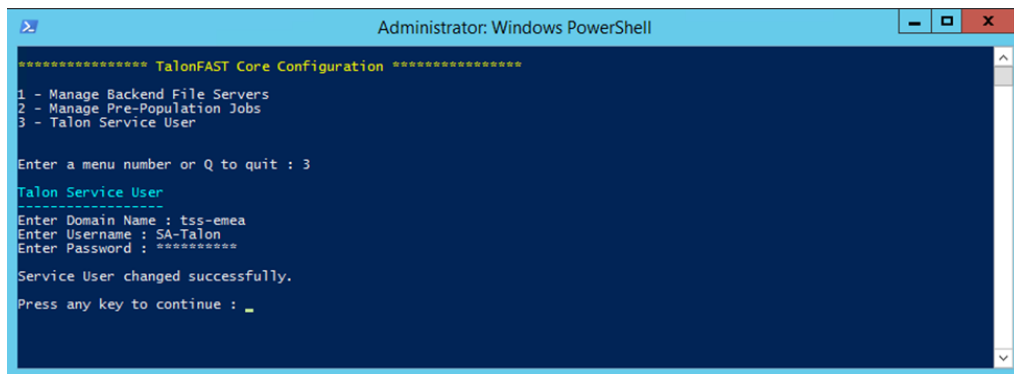 Administrator: Windows PowerShell
**************** TalonFAST Core Configuration ****************
1 - Manage Backend File Servers
2 - Manage Pre-Population Jobs
3 - Talon Service User
Enter a menu number or Q to quit : 3
Talon Service User
------------------
Enter Domain Name : tss-emea
Enter Username : SA-Talon
Enter Password : **********
Service User changed successfully.
Press any key to continue : _